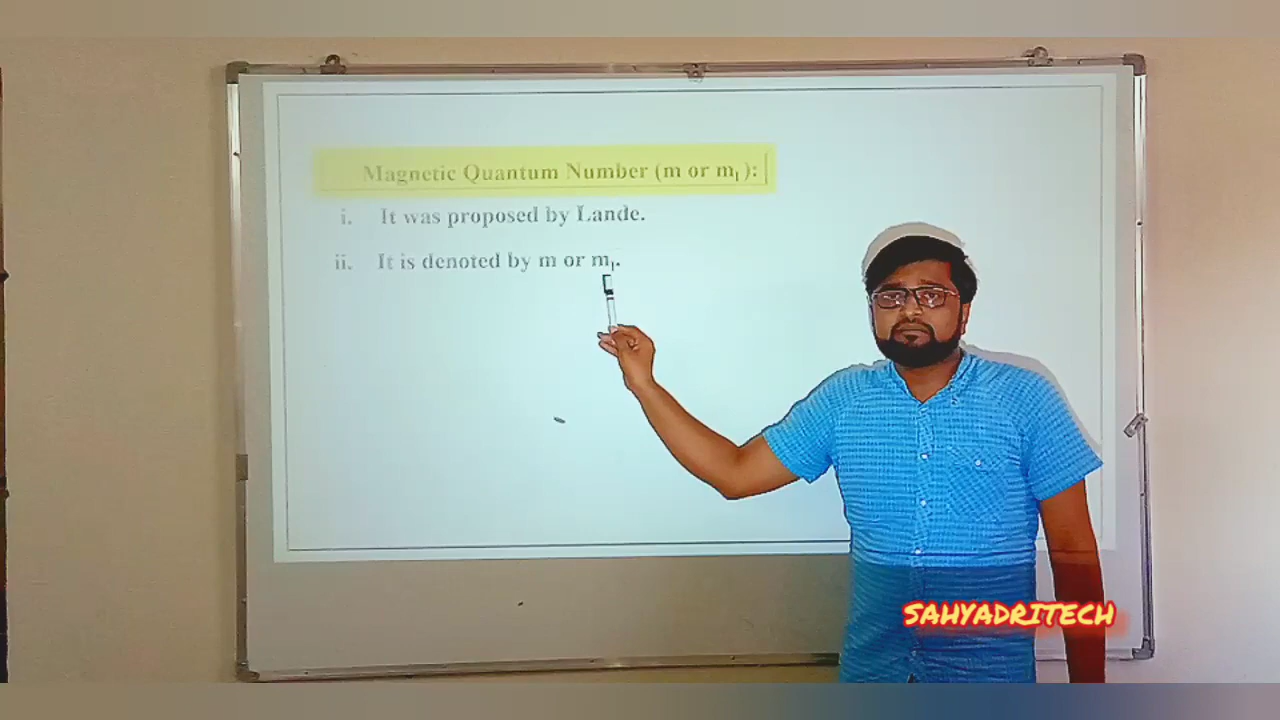 Magnetic Quantum Number (m or mₗ):
i. It was proposed by Lande.
ii. It is denoted by m or mₗ.
SAHYADRITECH